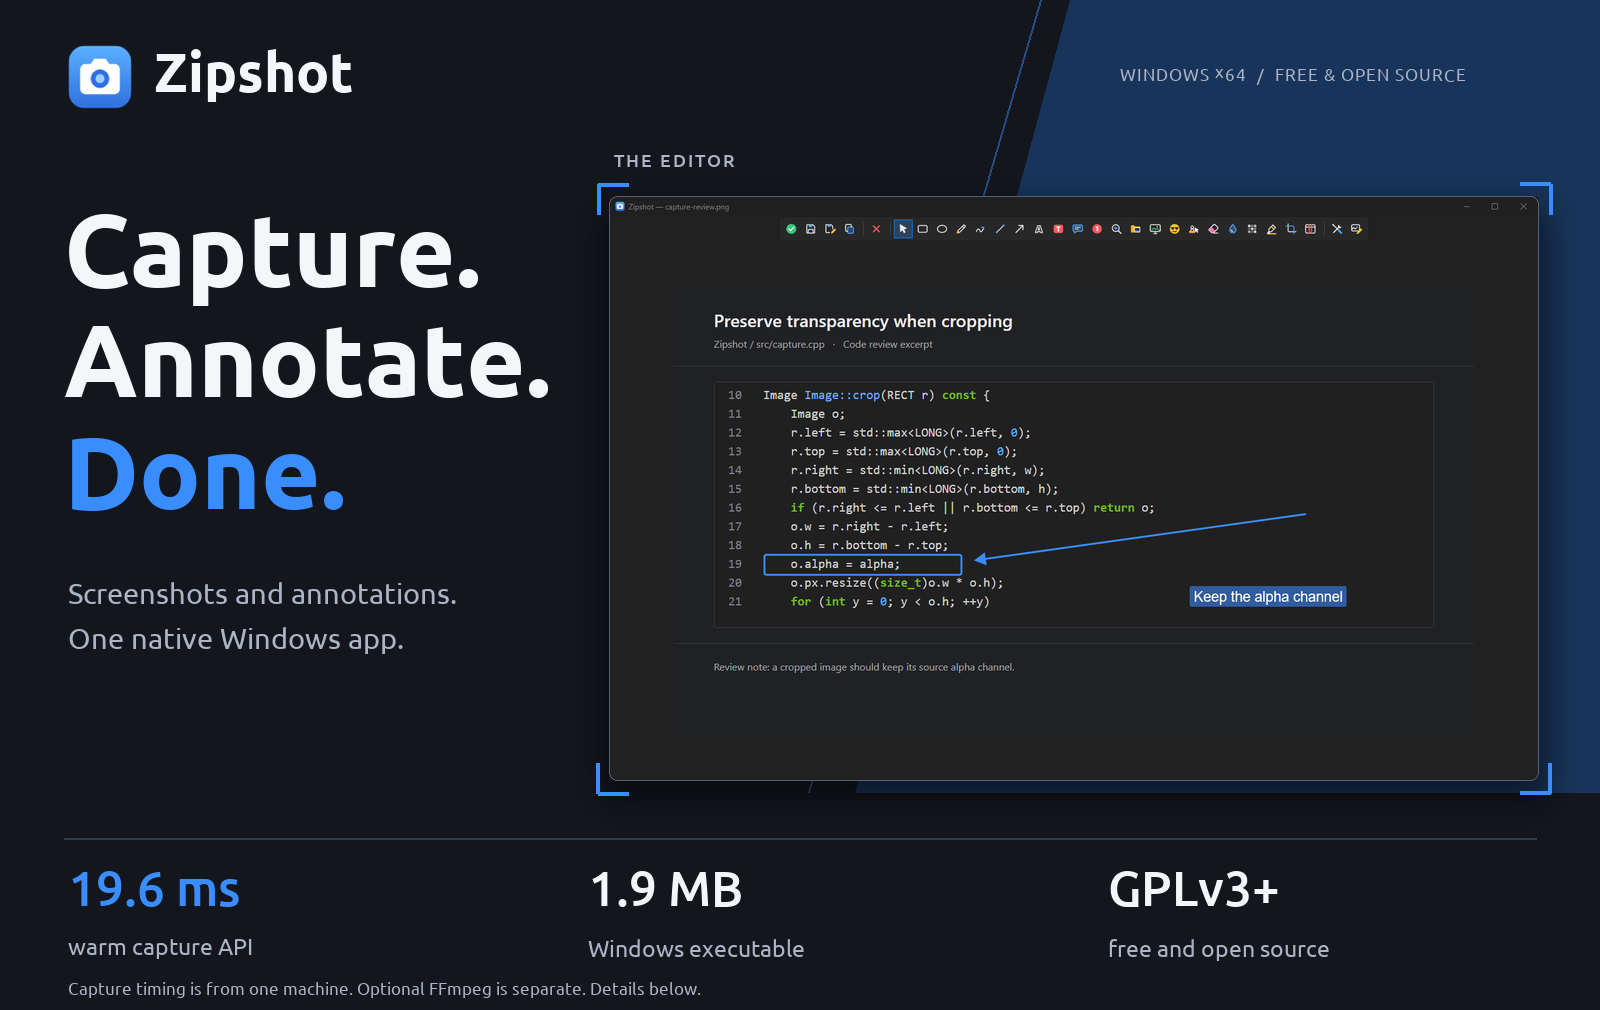 Zipshot
WINDOWS x64 / FREE & OPEN SOURCE
THE EDITOR
Capture.
Annotate.
Done.
Screenshots and annotations.
One native Windows app.
Zipshot — capture-review.png
T
1
Preserve transparency when cropping
Zipshot / src/capture.cpp · Code review excerpt
10 Image Image::crop(RECT r) const {
11 Image o;
12 r.left = std::max<LONG>(r.left, 0);
13 r.top = std::max<LONG>(r.top, 0);
14 r.right = std::min<LONG>(r.right, w);
15 r.bottom = std::min<LONG>(r.bottom, h);
16 if (r.right <= r.left || r.bottom <= r.top) return o;
17 o.w = r.right - r.left;
18 o.h = r.bottom - r.top;
19 o.alpha = alpha;
20 o.px.resize((size_t)o.w * o.h);
21 for (int y = 0; y < o.h; ++y)
Keep the alpha channel
Review note: a cropped image should keep its source alpha channel.
19.6 ms
warm capture API
1.9 MB
Windows executable
GPLv3+
free and open source
Capture timing is from one machine. Optional FFmpeg is separate. Details below.